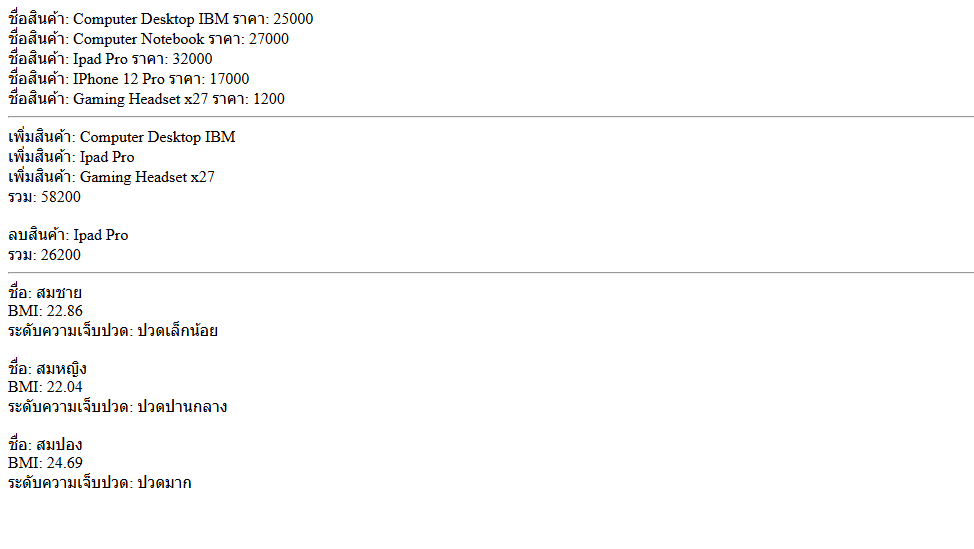 ชื่อสินค้า: Computer Desktop IBM ราคา: 25000
ชื่อสินค้า: Computer Notebook ราคา: 27000
ชื่อสินค้า: Ipad Pro ราคา: 32000
ชื่อสินค้า: IPhone 12 Pro ราคา: 17000
ชื่อสินค้า: Gaming Headset x27 ราคา: 1200
เพิ่มสินค้า: Computer Desktop IBM
เพิ่มสินค้า: Ipad Pro
เพิ่มสินค้า: Gaming Headset x27
รวม: 58200
ลบสินค้า: Ipad Pro
รวม: 26200
ชื่อ: สมชาย
BMI: 22.86
ระดับความเจ็บปวด: ปวดเล็กน้อย
ชื่อ: สมหญิง
BMI: 22.04
ระดับความเจ็บปวด: ปวดปานกลาง
ชื่อ: สมปอง
BMI: 24.69
ระดับความเจ็บปวด: ปวดมาก